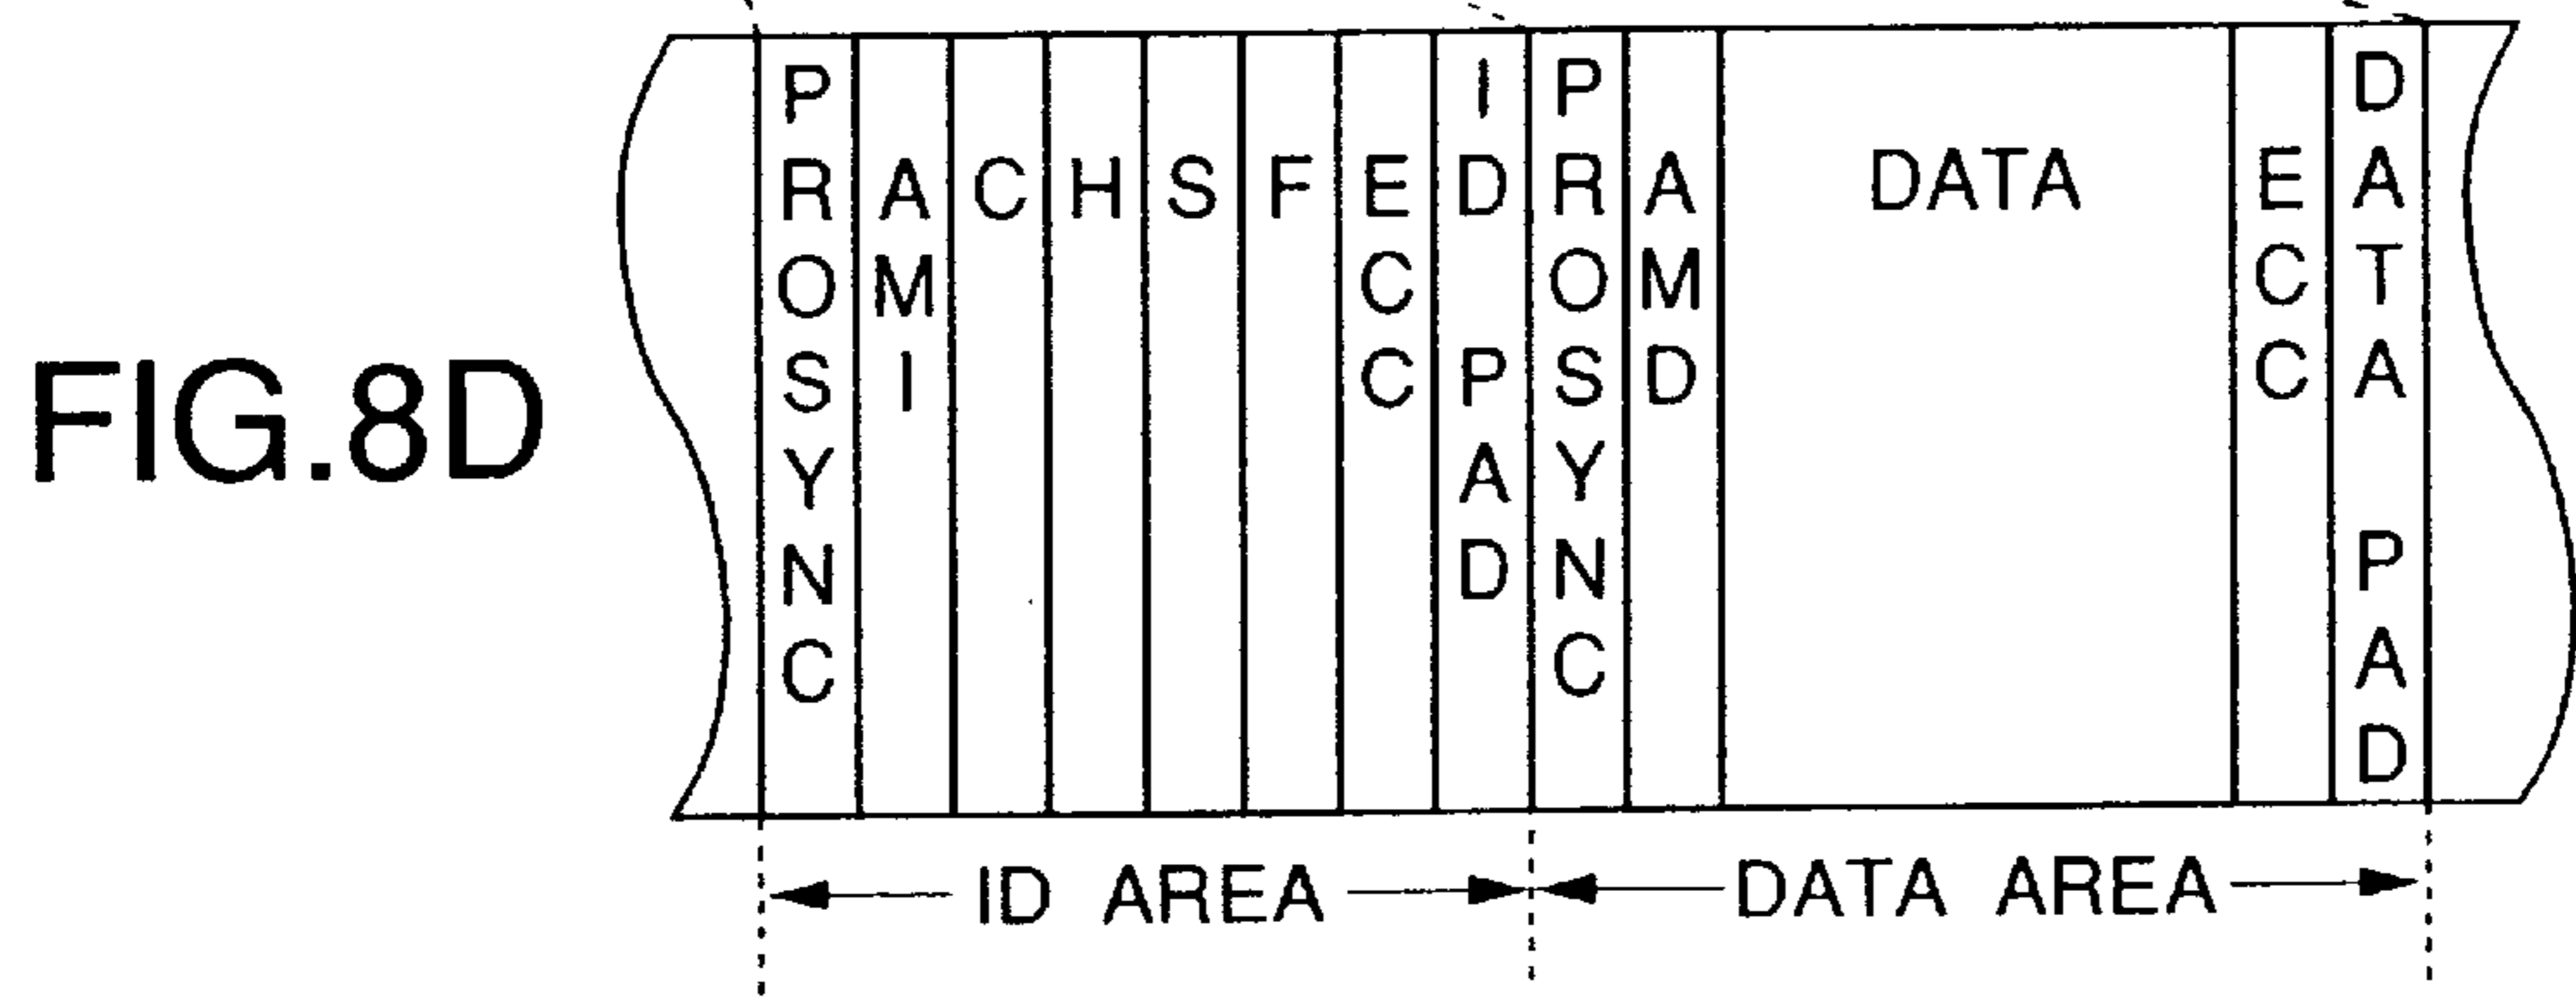 FIG.8D
PROSYNC
AMI
C
H
S
F
ECC
ID PAD
PROSYNC
AMD
DATA
ECC
DATA PAD
ID AREA
DATA AREA